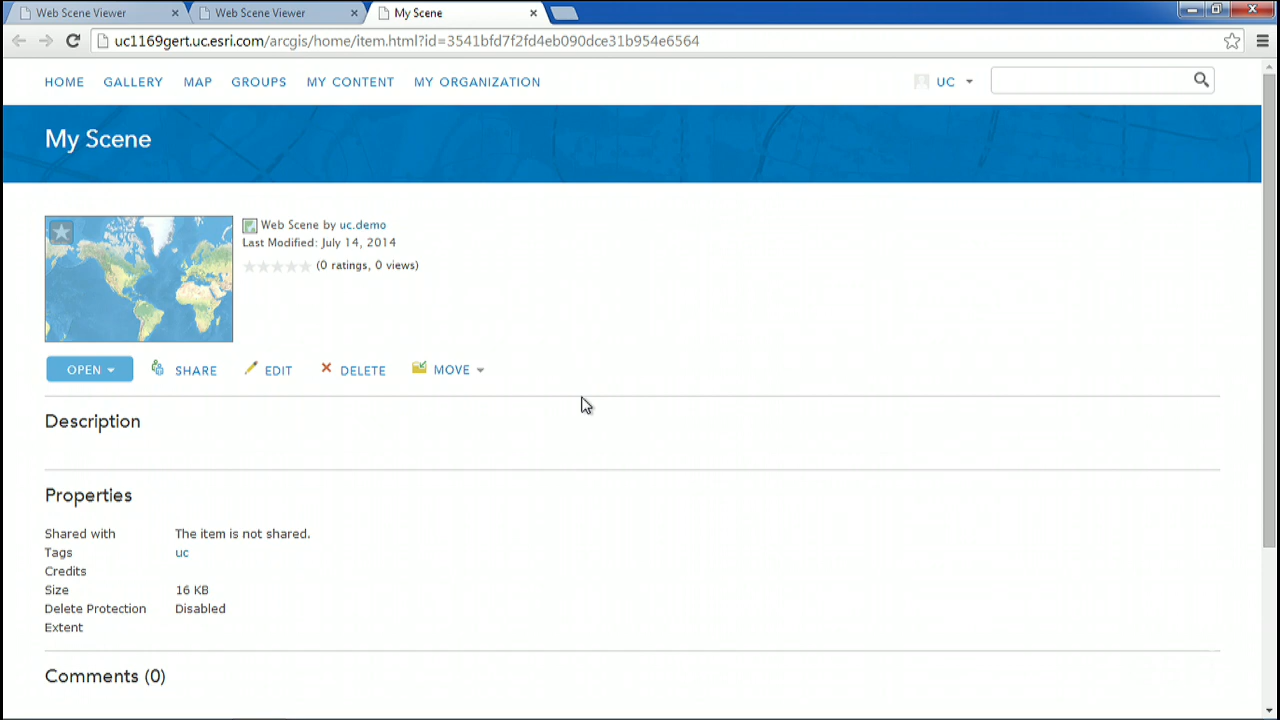 Web Scene Viewer
Web Scene Viewer
My Scene
uc1169gert.uc.esri.com/arcgis/home/item.html?id=3541bfd7f2fd4eb090dce31b954e6564
HOME GALLERY MAP GROUPS MY CONTENT MY ORGANIZATION UC
My Scene
Web Scene by uc.demo
Last Modified: July 14, 2014
(0 ratings, 0 views)
OPEN SHARE EDIT DELETE MOVE
Description
Properties
Shared with The item is not shared.
Tags uc
Credits
Size 16 KB
Delete Protection Disabled
Extent
Comments (0)